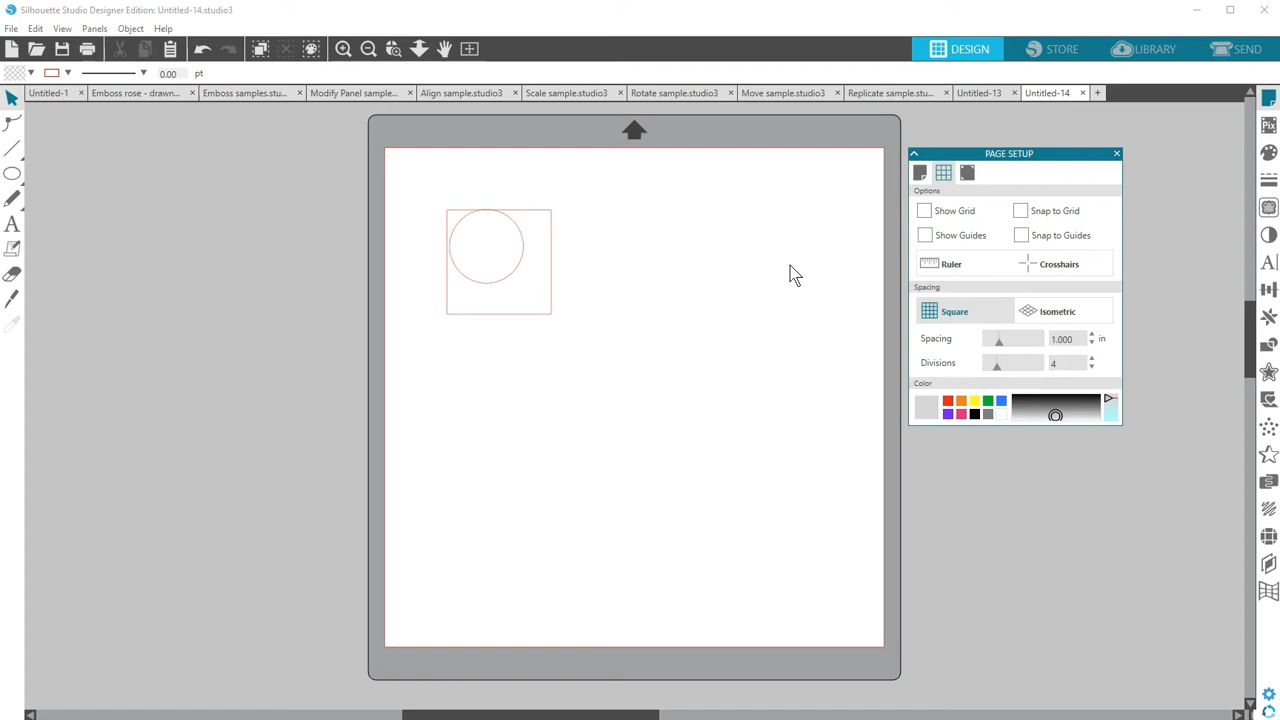 Silhouette Studio Designer Edition: Untitled-14.studio3
File Edit View Panels Object Help
DESIGN STORE LIBRARY SEND
0.00 pt
Untitled-1 Emboss rose - drawn... Emboss samples.stu... Modify Panel sample... Align sample.studio3 Scale sample.studio3 Rotate sample.studio3 Move sample.studio3 Replicate sample.stu... Untitled-13 Untitled-14
PAGE SETUP
Options
Show Grid Snap to Grid
Show Guides Snap to Guides
Ruler Crosshairs
Spacing
Square Isometric
Spacing 1.000 in
Divisions 4
Color